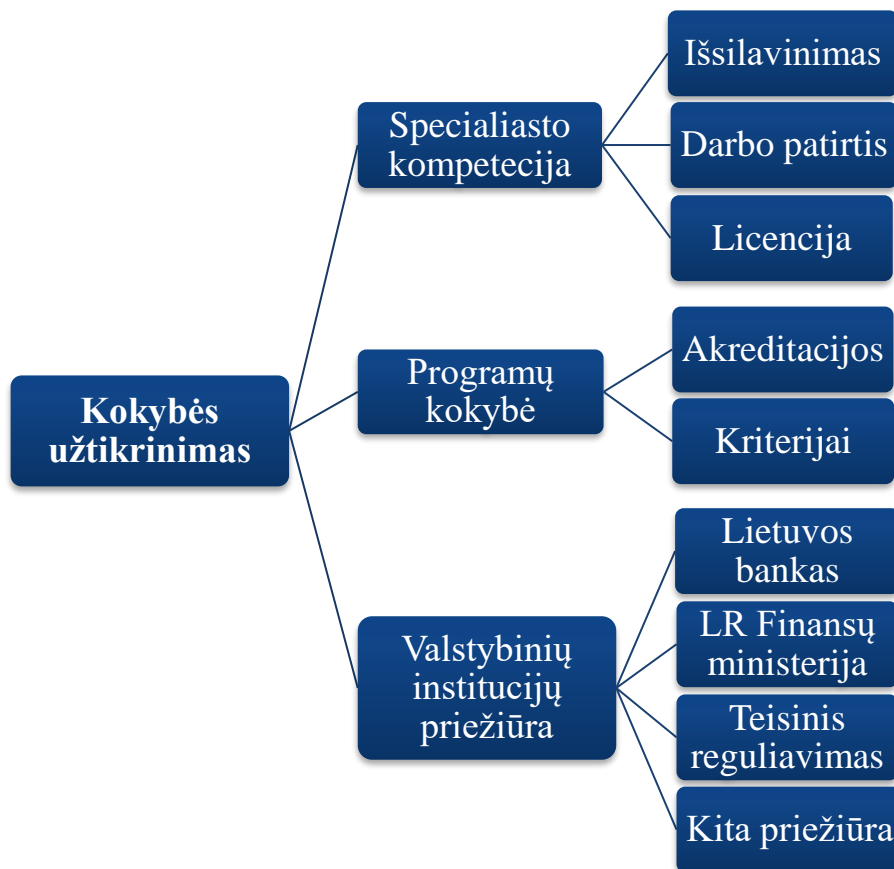 Kokybės
užtikrinimas
Specialiasto
kompetecija
Išsilavinimas
Darbo patirtis
Licencija
Programų
kokybė
Akreditacijos
Kriterijai
Valstybinių
institucijų
priežiūra
Lietuvos
bankas
LR Finansų
ministerija
Teisinis
reguliavimas
Kita priežiūra